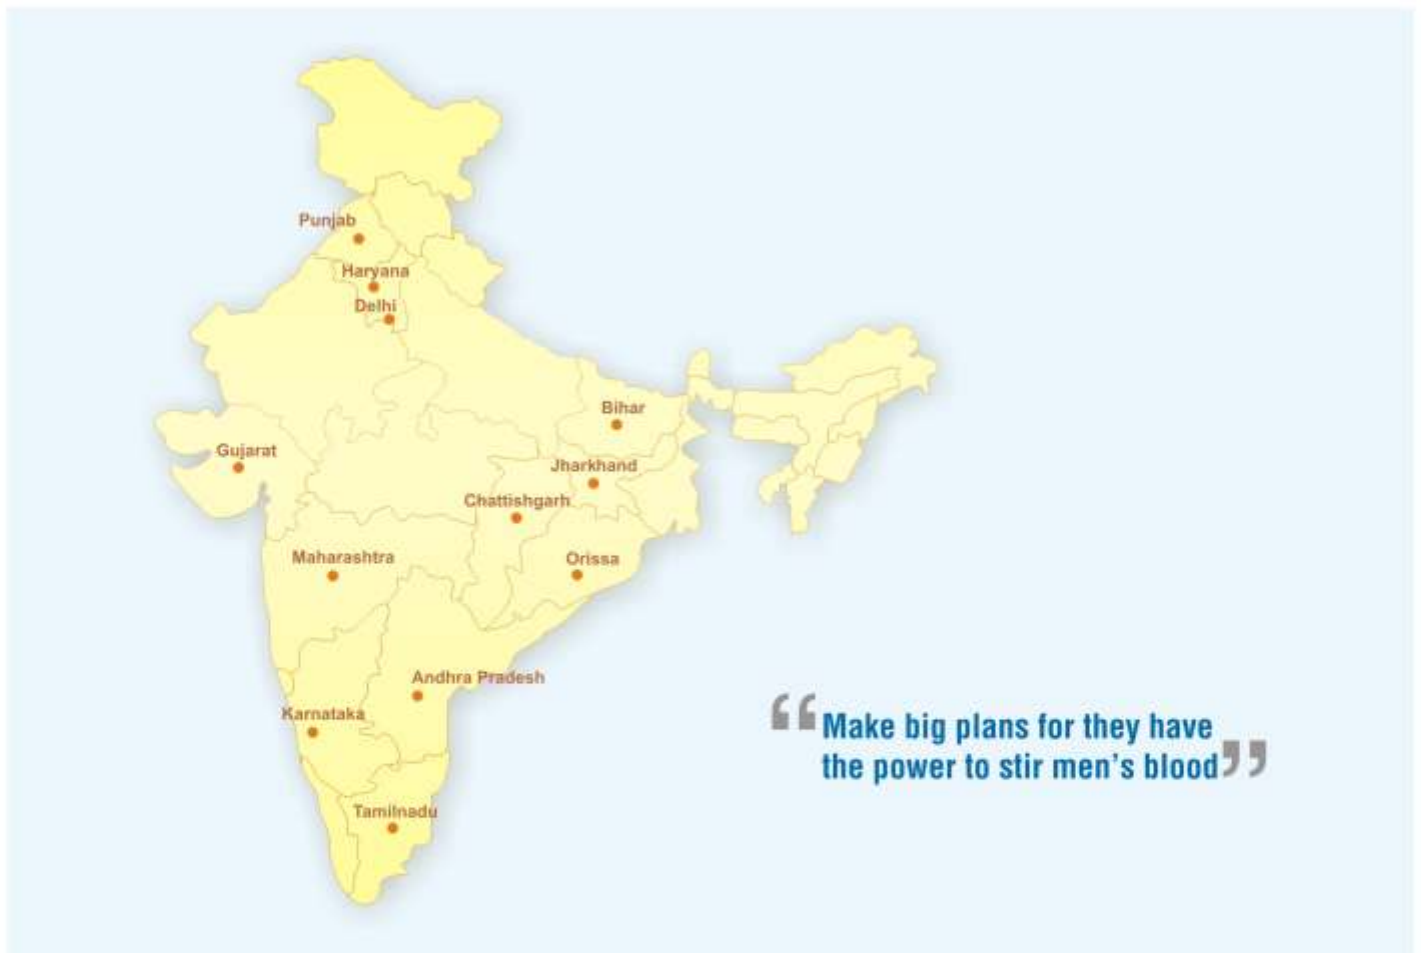 Punjab
Haryana
Delhi
Bihar
Gujarat
Jharkhand
Chattishgarh
Maharashtra
Orissa
Andhra Pradesh
Karnataka
Tamilnadu
“Make big plans for they have
the power to stir men’s blood”